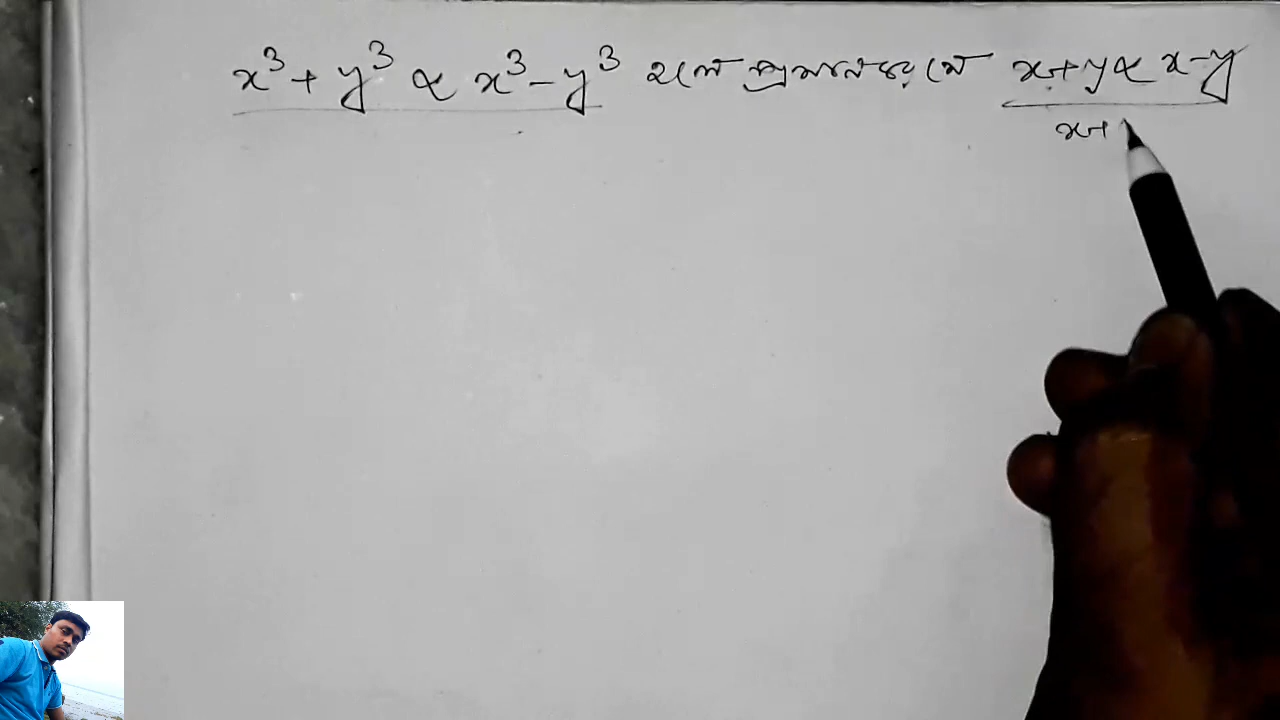 x³ + y³ ∝ x³ - y³ হলে প্রমাণ কর যে x + y ∝ x - y
x +